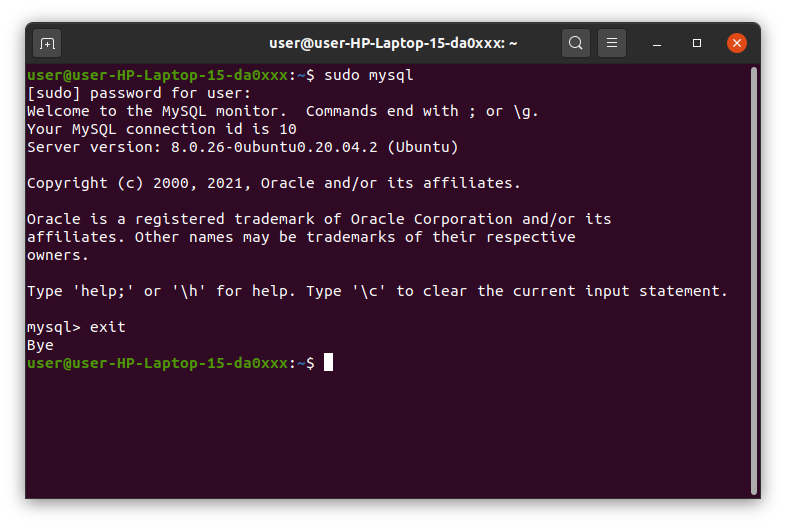 user@user-HP-Laptop-15-da0xxx: ~
user@user-HP-Laptop-15-da0xxx:~$ sudo mysql
[sudo] password for user:
Welcome to the MySQL monitor.  Commands end with ; or \g.
Your MySQL connection id is 10
Server version: 8.0.26-0ubuntu0.20.04.2 (Ubuntu)
Copyright (c) 2000, 2021, Oracle and/or its affiliates.
Oracle is a registered trademark of Oracle Corporation and/or its
affiliates. Other names may be trademarks of their respective
owners.
Type 'help;' or '\h' for help. Type '\c' to clear the current input statement.
mysql> exit
Bye
user@user-HP-Laptop-15-da0xxx:~$